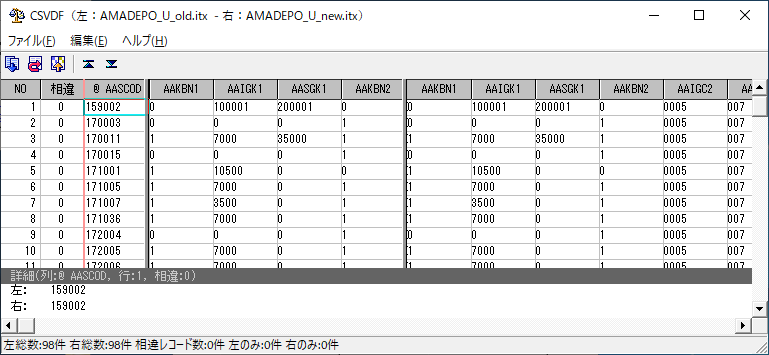 CSVDF（左：AMADEPO_U_old.itx － 右：AMADEPO_U_new.itx）
ファイル(F) 編集(E) ヘルプ(H)
NO 相違 @ AASCOD AAKBN1 AAIGK1 AASGK1 AAKBN2 AAKBN1 AAIGK1 AASGK1 AAKBN2 AAIGC2
1 0 159002 0 100001 200001 0 0 100001 200001 0 0005 007
2 0 170003 0 0 0 1 0 0 0 1 0005 007
3 0 170011 1 7000 35000 1 1 7000 35000 1 0005 007
4 0 170015 0 0 0 1 0 0 0 1 0005 007
5 0 171001 1 10500 0 0 1 10500 0 0 0005 007
6 0 171005 1 7000 0 1 1 7000 0 1 0005 007
7 0 171007 1 3500 0 1 1 3500 0 1 0005 007
8 0 171036 1 7000 0 1 1 7000 0 1 0005 007
9 0 172004 0 0 0 1 0 0 0 1 0005 007
10 0 172005 1 7000 0 1 1 7000 0 1 0005 007
11 0 172006 1 7000 0 1 1 7000 0 1 0005 007
詳細(列:@ AASCOD, 行:1, 相違:0)
左: 159002
右: 159002
左総数:98件 右総数:98件 相違レコード数:0件 左のみ:0件 右のみ:0件